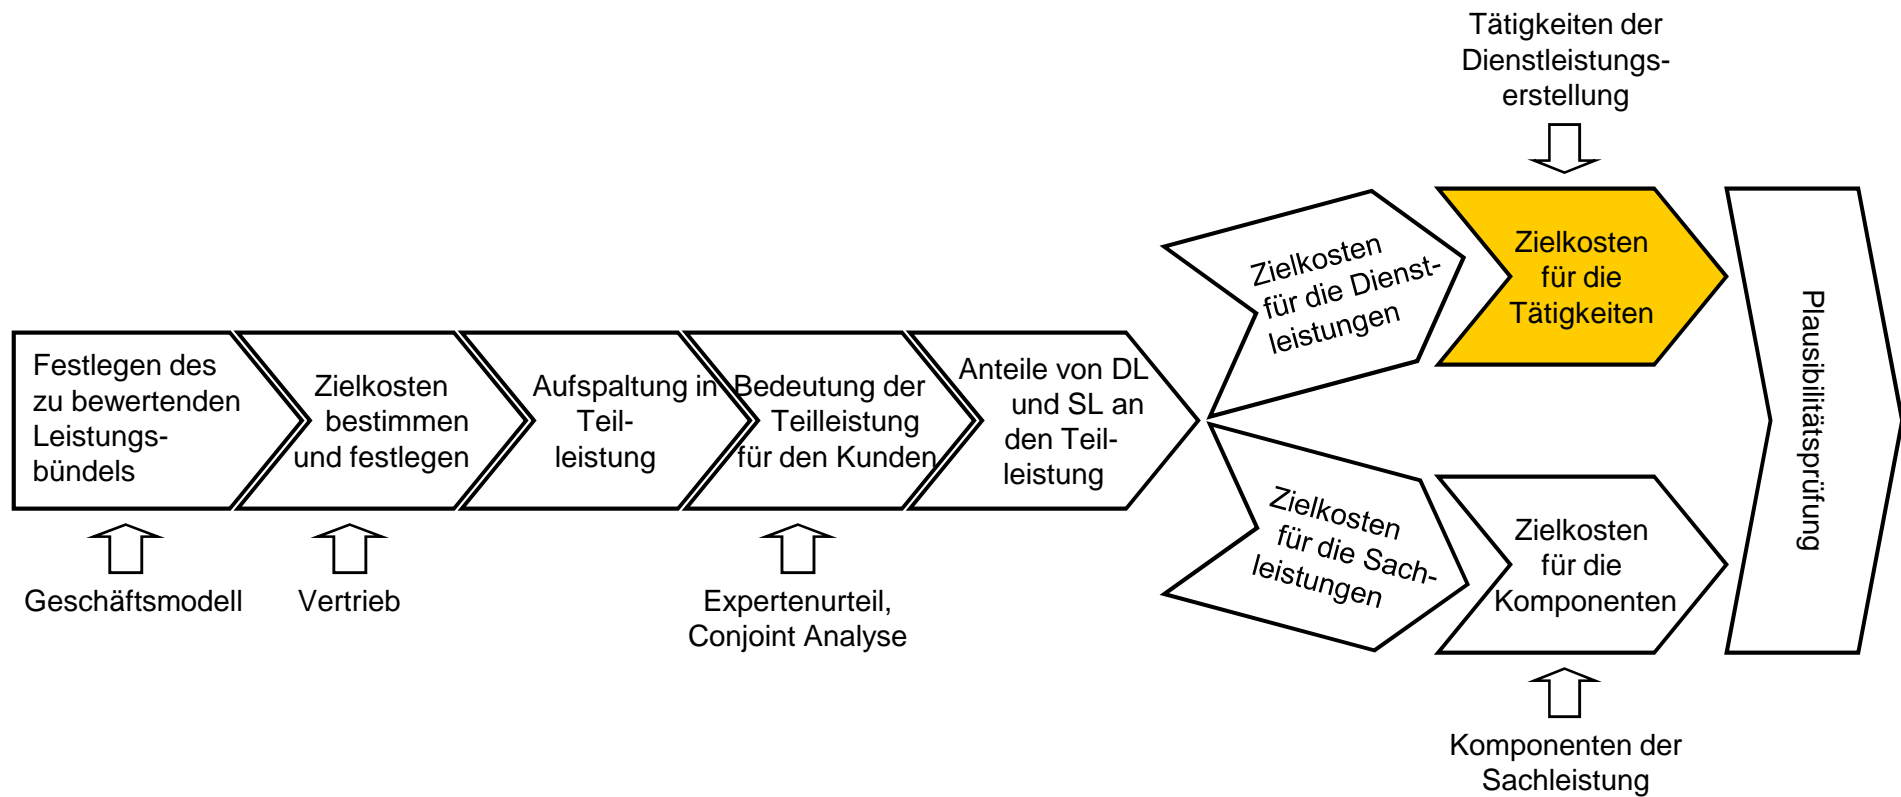 Tätigkeiten der
Dienstleistungs-
erstellung
Festlegen des
zu bewertenden
Leistungs-
bündels
Zielkosten
bestimmen
und festlegen
Aufspaltung in
Teil-
leistung
Bedeutung der
Teilleistung
für den Kunden
Anteile von DL
und SL an
den Teil-
leistung
Zielkosten
für die Dienst-
leistungen
Zielkosten
für die
Tätigkeiten
Zielkosten
für die Sach-
leistungen
Zielkosten
für die
Komponenten
Plausibilitätsprüfung
Geschäftsmodell
Vertrieb
Expertenurteil,
Conjoint Analyse
Komponenten der
Sachleistung